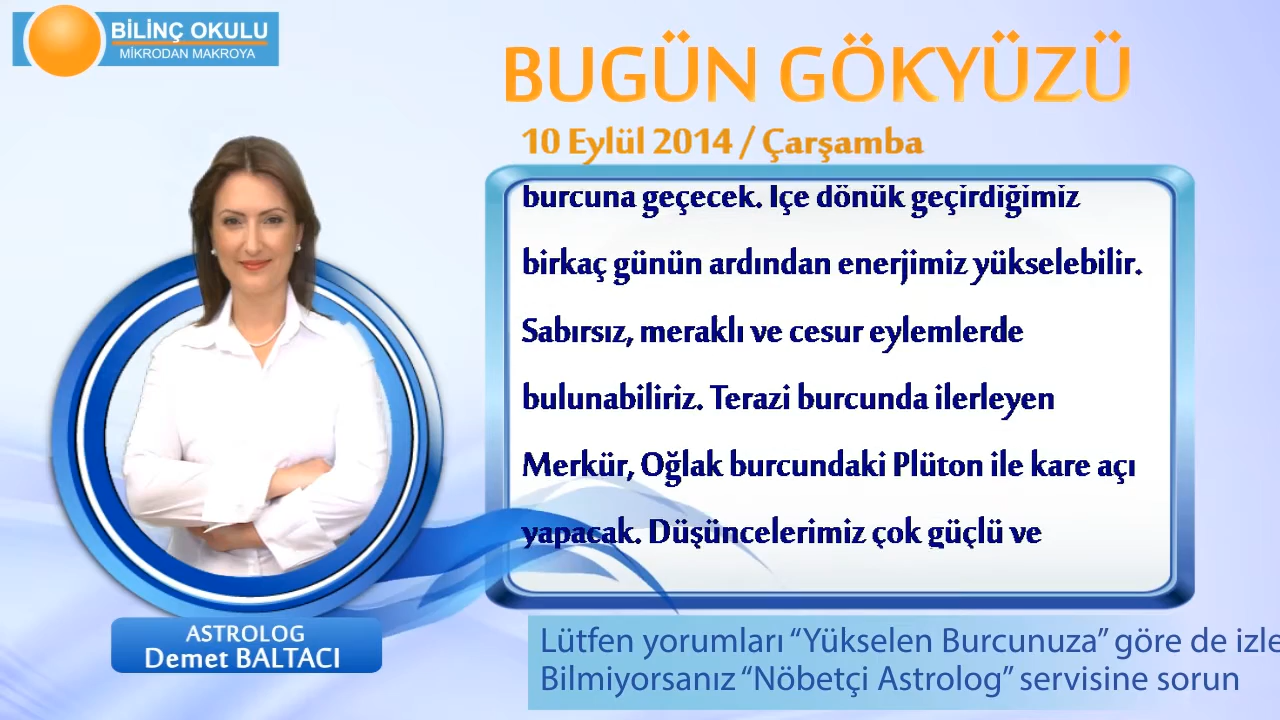 BİLİNÇ OKULU
MİKRODAN MAKROYA
BUGÜN GÖKYÜZÜ
10 Eylül 2014 / Çarşamba
burcuna geçecek. Içe dönük geçirdiğimiz
birkaç günün ardından enerjimiz yükselebilir.
Sabırsız, meraklı ve cesur eylemlerde
bulunabiliriz. Terazi burcunda ilerleyen
Merkür, Oğlak burcundaki Plüton ile kare açı
yapacak. Düşüncelerimiz çok güçlü ve
ASTROLOG
Demet BALTACI
Lütfen yorumları “Yükselen Burcunuza” göre de izle
Bilmiyorsanız “Nöbetçi Astrolog” servisine sorun